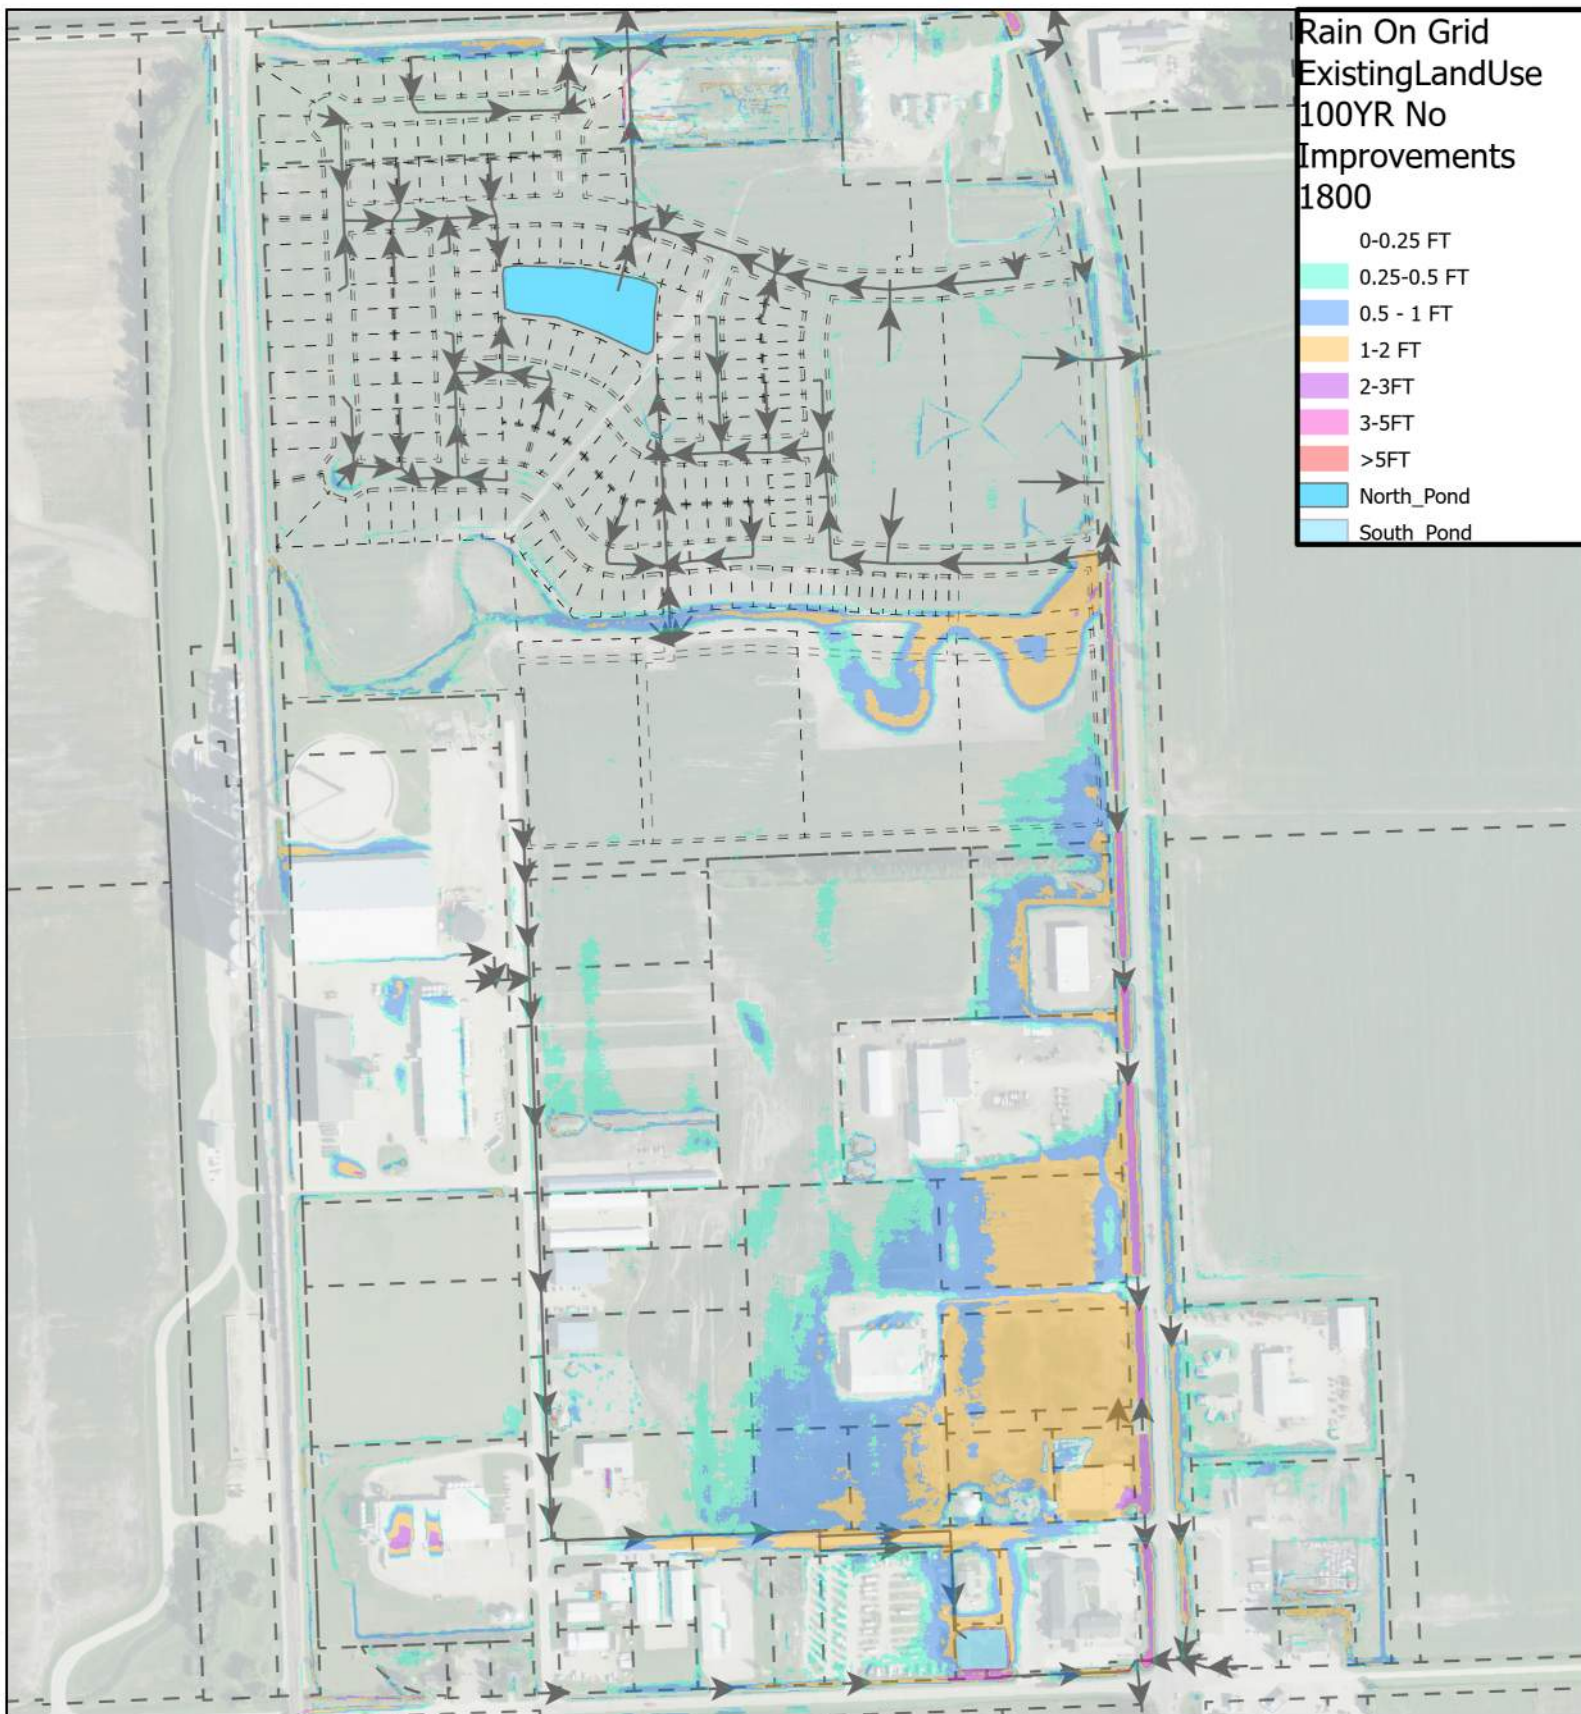 Rain On Grid
ExistingLandUse
100YR No
Improvements
1800
0-0.25 FT
0.25-0.5 FT
0.5 - 1 FT
1-2 FT
2-3FT
3-5FT
>5FT
North_Pond
South_Pond